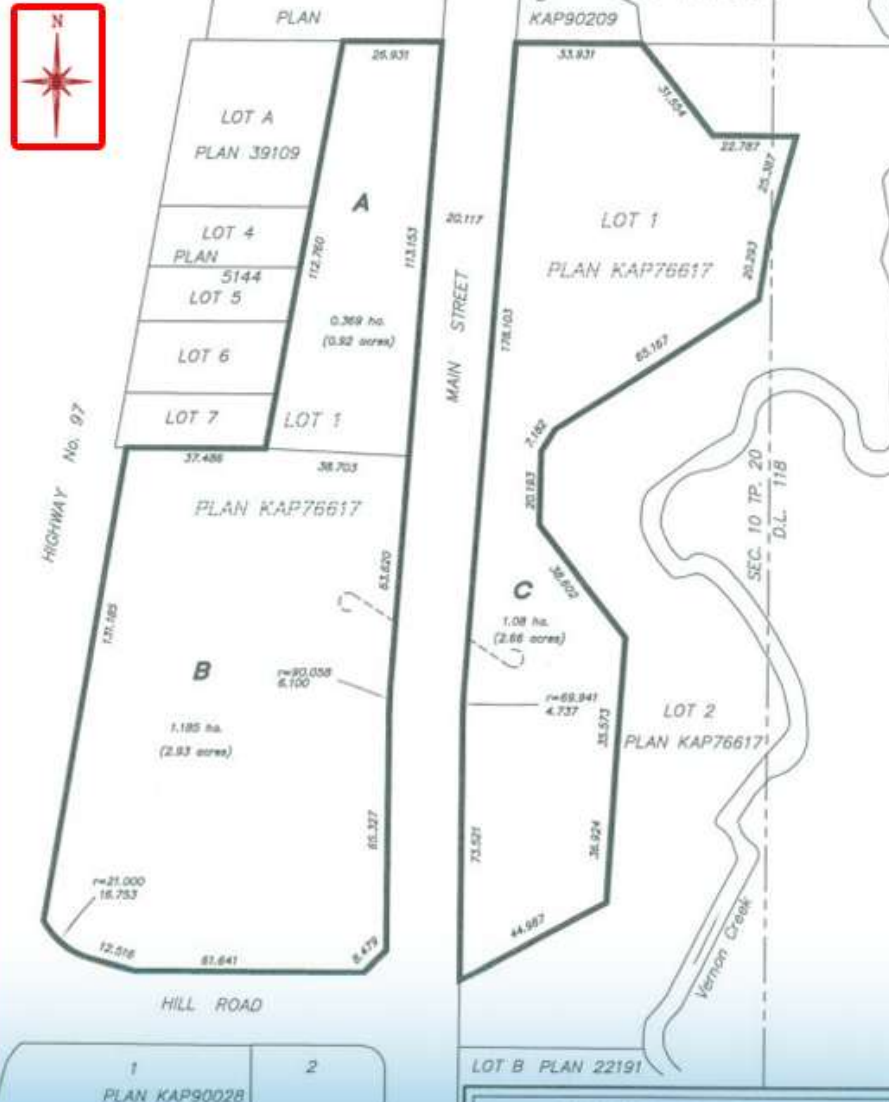 N
PLAN
KAP90209
26.931
33.931
31.554
22.787
25.387
LOT A
PLAN 39109
A
LOT 4
PLAN
5144
LOT 5
LOT 6
LOT 7
112.760
113.153
0.369 ha.
(0.92 acres)
LOT 1
20.117
MAIN STREET
178.103
LOT 1
PLAN KAP76617
20.293
65.167
7.182
20.193
38.602
HIGHWAY No. 97
37.486
38.703
PLAN KAP76617
63.620
131.185
B
1.185 ha.
(2.93 acres)
r=90.058
6.100
C
1.08 ha.
(2.66 acres)
r=69.941
4.737
35.573
SEC. 10 TP. 20
D.L. 118
LOT 2
PLAN KAP76617
65.327
73.521
36.924
r=21.000
16.753
12.516
61.641
8.479
44.987
Vernon Creek
HILL ROAD
1
2
PLAN KAP90028
LOT B PLAN 22191